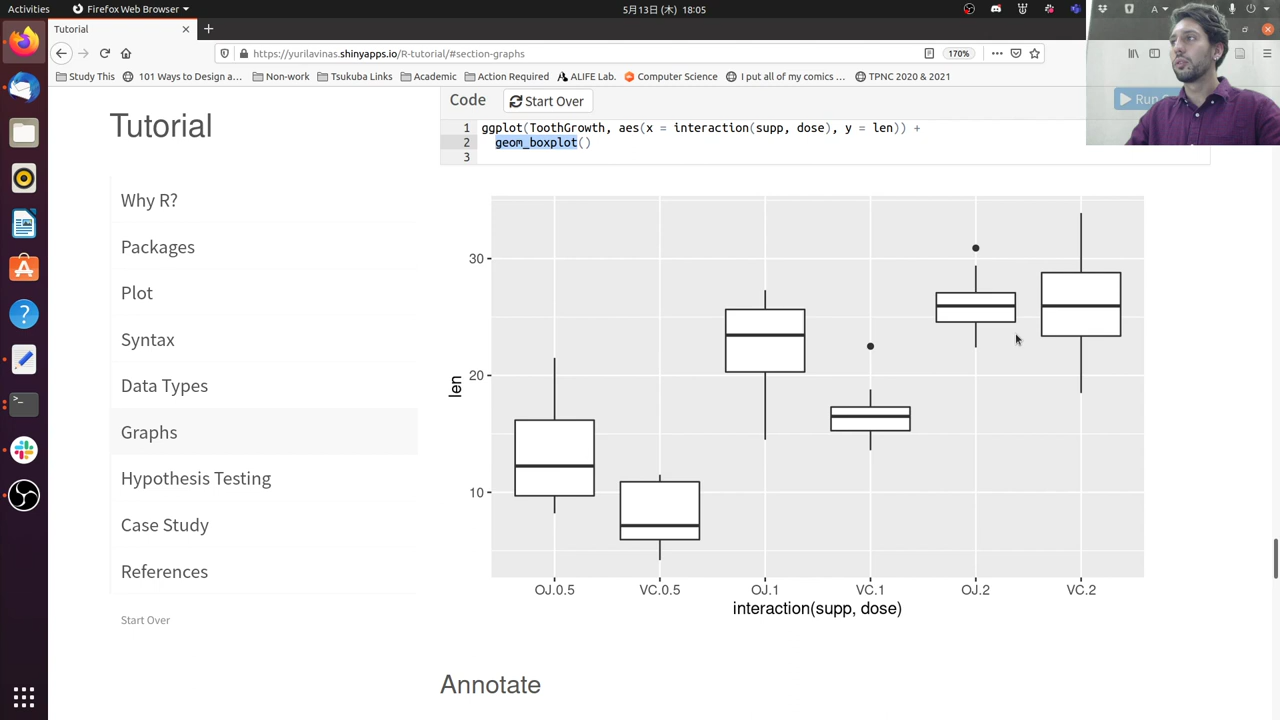 Activities
Firefox Web Browser
5月13日 (木) 18:05
A
Tutorial
https://yurilavinas.shinyapps.io/R-tutorial/#section-graphs
170%
Study This
101 Ways to Design a…
Non-work
Tsukuba Links
Academic
Action Required
ALIFE Lab.
Computer Science
I put all of my comics …
TPNC 2020 & 2021
Tutorial
Why R?
Packages
Plot
Syntax
Data Types
Graphs
Hypothesis Testing
Case Study
References
Start Over
Code
Start Over
Run
1 ggplot(ToothGrowth, aes(x = interaction(supp, dose), y = len)) +
2 geom_boxplot()
3
len
30
20
10
OJ.0.5
VC.0.5
OJ.1
VC.1
OJ.2
VC.2
interaction(supp, dose)
Annotate